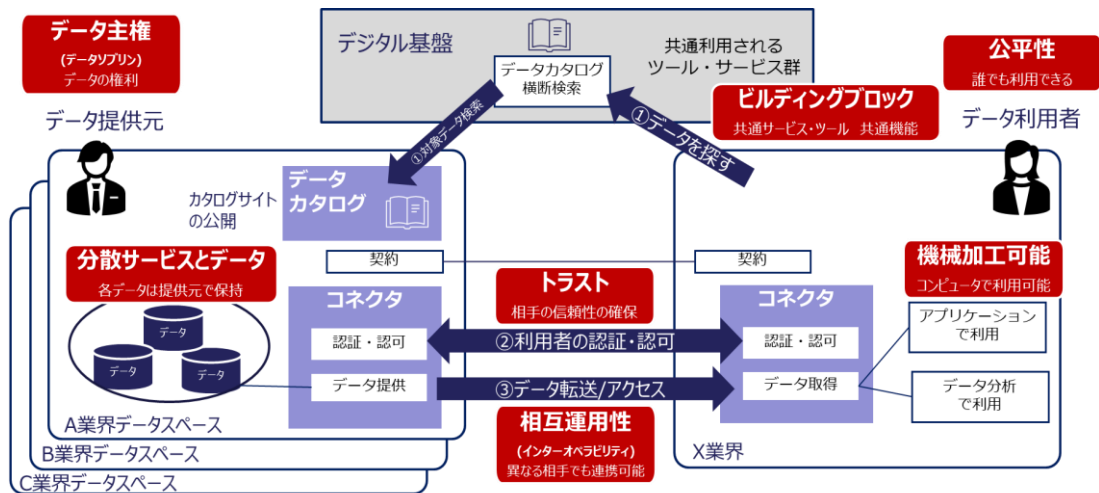 データ主権
(データソブリン)
データの権利
デジタル基盤
データカタログ
横断検索
共通利用される
ツール・サービス群
公平性
誰でも利用できる
ビルディングブロック
共通サービス・ツール 共通機能
データ提供元
データ利用者
①対象データ検索
①データを探す
カタログサイト
の公開
データ
カタログ
契約
契約
分散サービスとデータ
各データは提供元で保持
トラスト
相手の信頼性の確保
機械加工可能
コンピュータで利用可能
データ
データ
データ
コネクタ
認証・認可
データ提供
②利用者の認証・認可
③データ転送/アクセス
コネクタ
認証・認可
データ取得
アプリケーション
で利用
データ分析
で利用
相互運用性
(インターオペラビリティ)
異なる相手でも連携可能
A業界データスペース
B業界データスペース
C業界データスペース
X業界